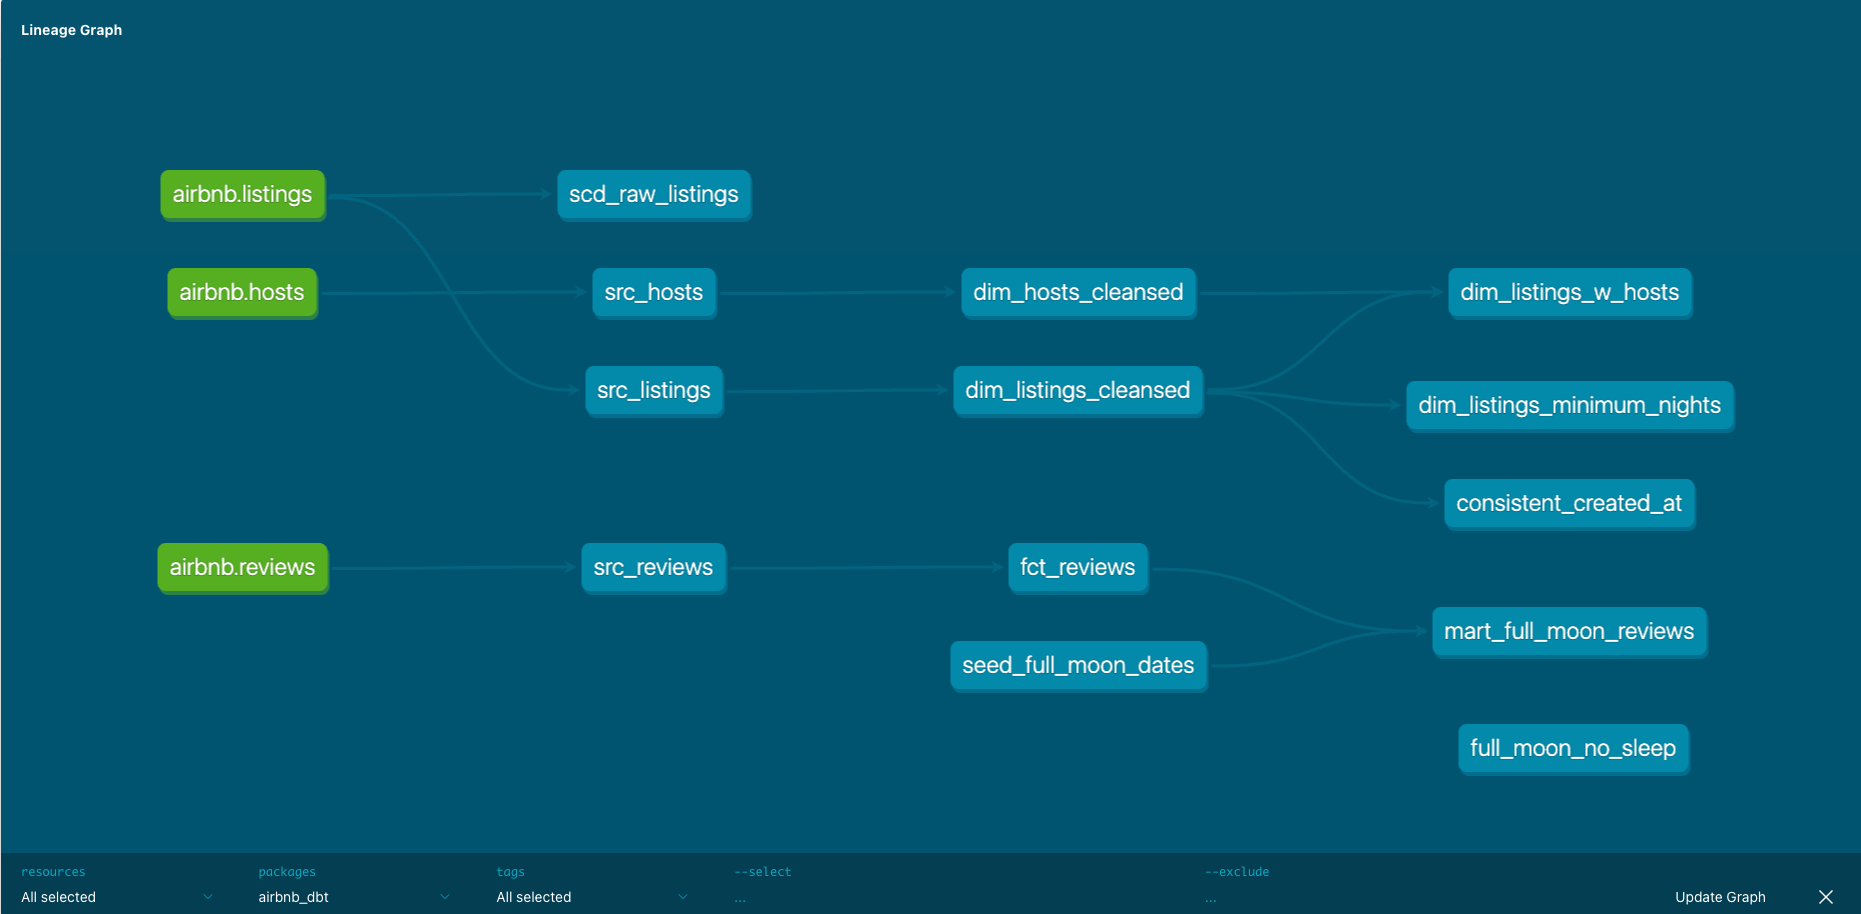 Lineage Graph
airbnb.listings
scd_raw_listings
airbnb.hosts
src_hosts
dim_hosts_cleansed
dim_listings_w_hosts
src_listings
dim_listings_cleansed
dim_listings_minimum_nights
consistent_created_at
airbnb.reviews
src_reviews
fct_reviews
mart_full_moon_reviews
seed_full_moon_dates
full_moon_no_sleep
resources
All selected
packages
airbnb_dbt
tags
All selected
--select
...
--exclude
...
Update Graph